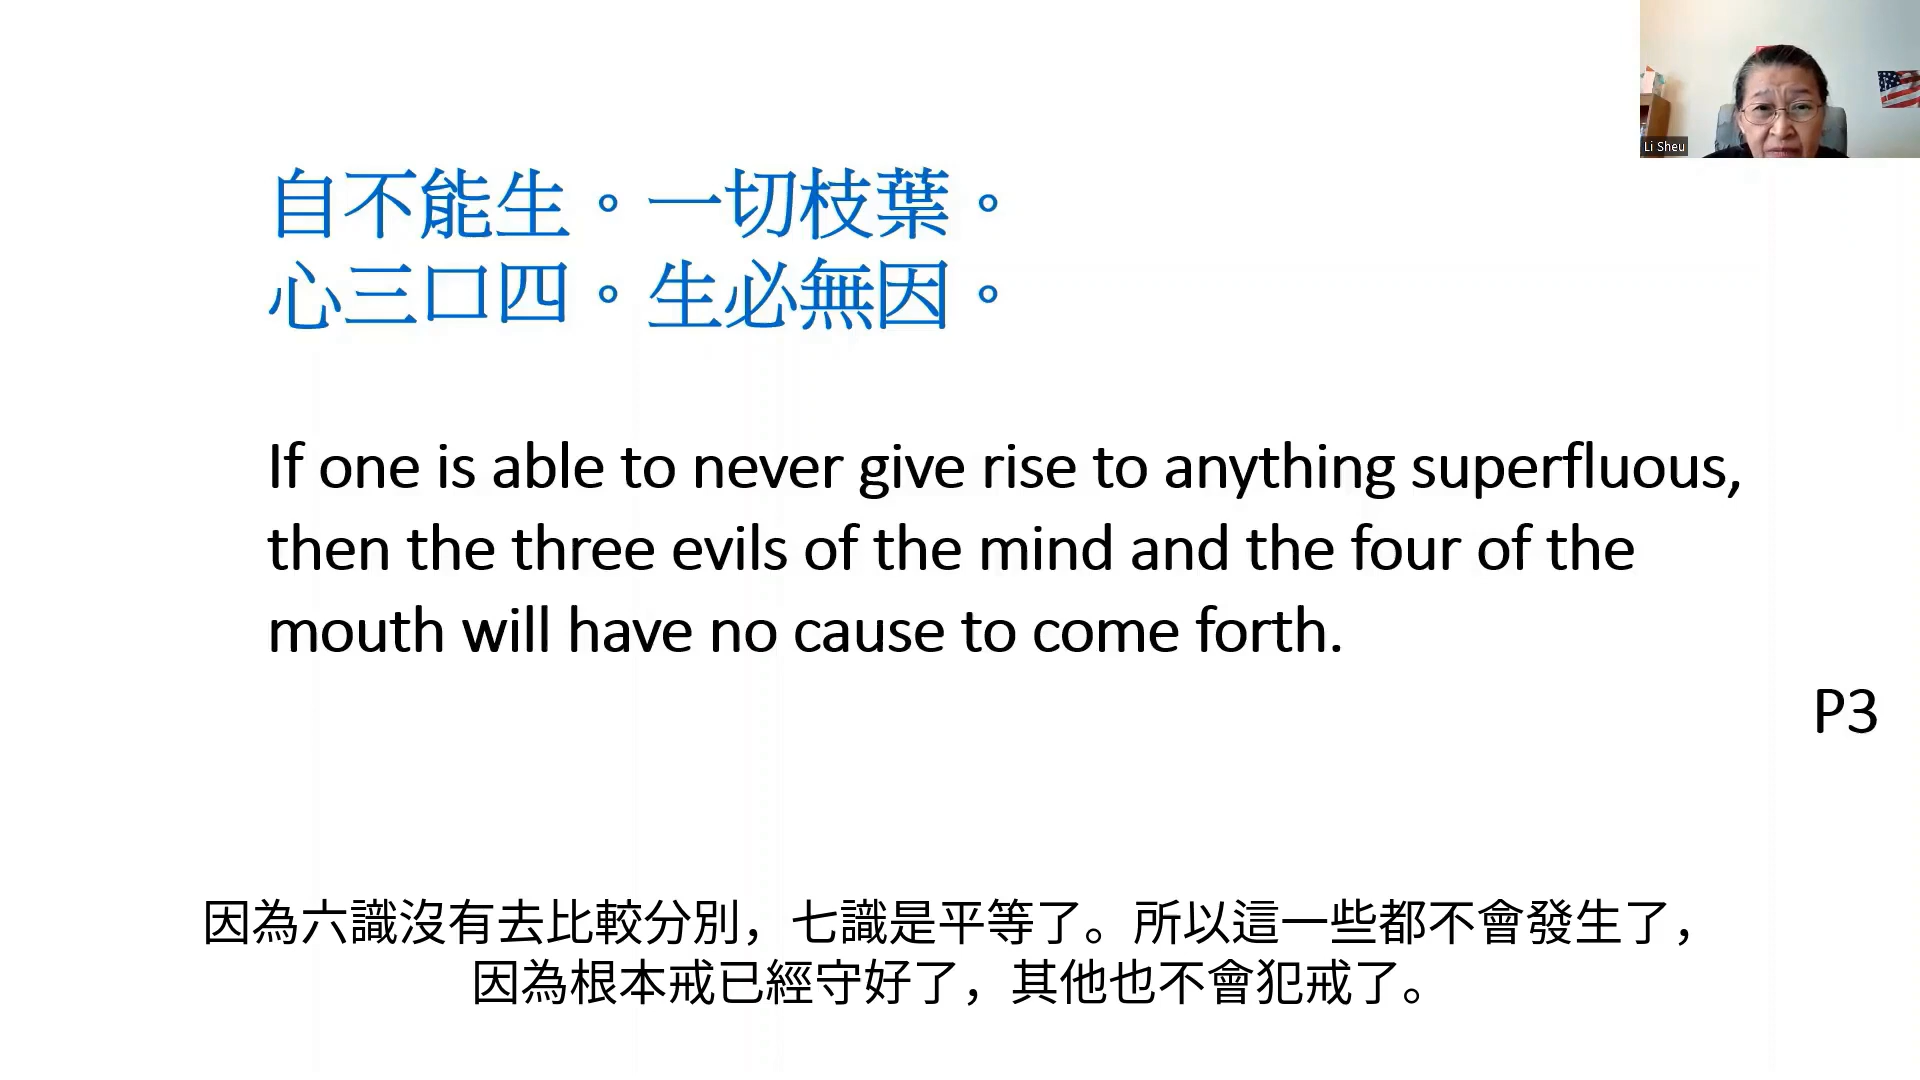 Li Sheu
自不能生。一切枝葉。
心三口四。生必無因。
If one is able to never give rise to anything superfluous,
then the three evils of the mind and the four of the
mouth will have no cause to come forth.
P3
因為六識沒有去比較分別，七識是平等了。所以這一些都不會發生了，
因為根本戒已經守好了，其他也不會犯戒了。